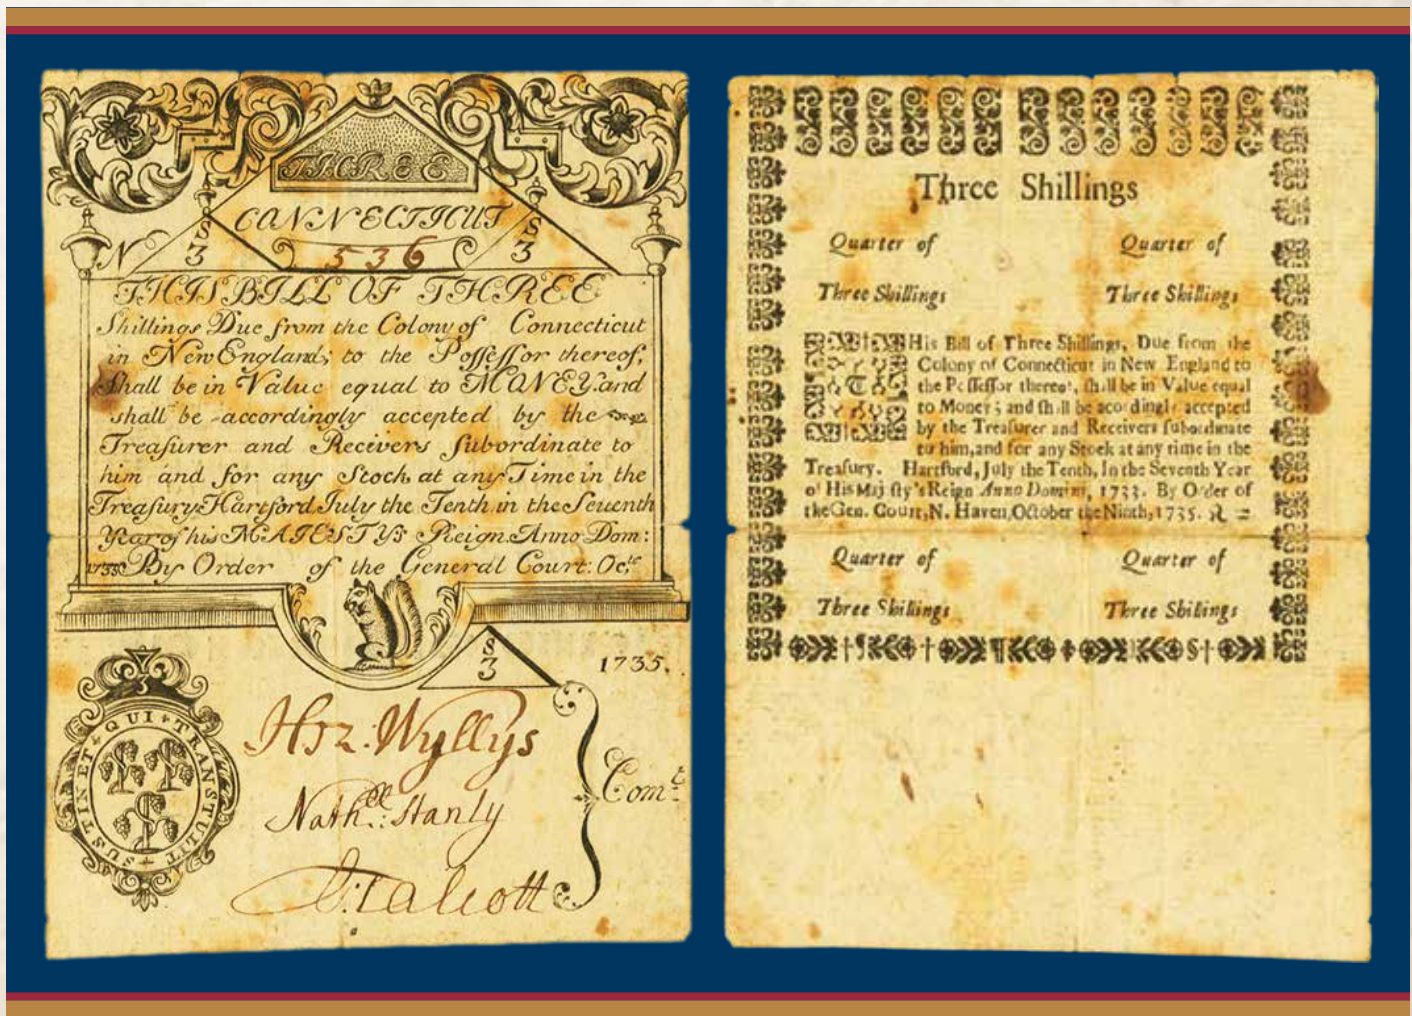 THREE
CONNECTICUT
N
S
3
536
S
3
THIS BILL OF THREE
Shillings Due from the Colony of Connecticut
in New England, to the Poſſeſſor thereof,
Shall be in Value equal to MONEY and
shall be accordingly accepted by the
Treaſurer and Recivers ſubordinate to
him and for any Stock at any Time in the
Treaſury Hartford July the Tenth in the Seuenth
Year of his MAIESTYS Reign Anno Dom:
1733 By Order of the General Court: Oct.
S
3
1735.
3
SUSTINET QUI TRANSTULIT
Hez: Wyllys
Nathll: Stanly
J: Talcott
Comt
Three Shillings
Quarter of Quarter of
Three Shillings Three Shillings
THis Bill of Three Shillings, Due from the
Colony of Connecticut in New England to
the Poſſeſſor thereof, ſhall be in Value equal
to Money; and ſhall be acordingly accepted
by the Treaſurer and Receivers ſubordinate
to him, and for any Stock at any time in the
Treaſury. Hartford, July the Tenth, In the Seventh Year
of His Majeſty's Reign Anno Domini, 1733. By Order of
the Gen. Court, N. Haven, October the Ninth, 1735.
Quarter of Quarter of
Three Shillings Three Shillings